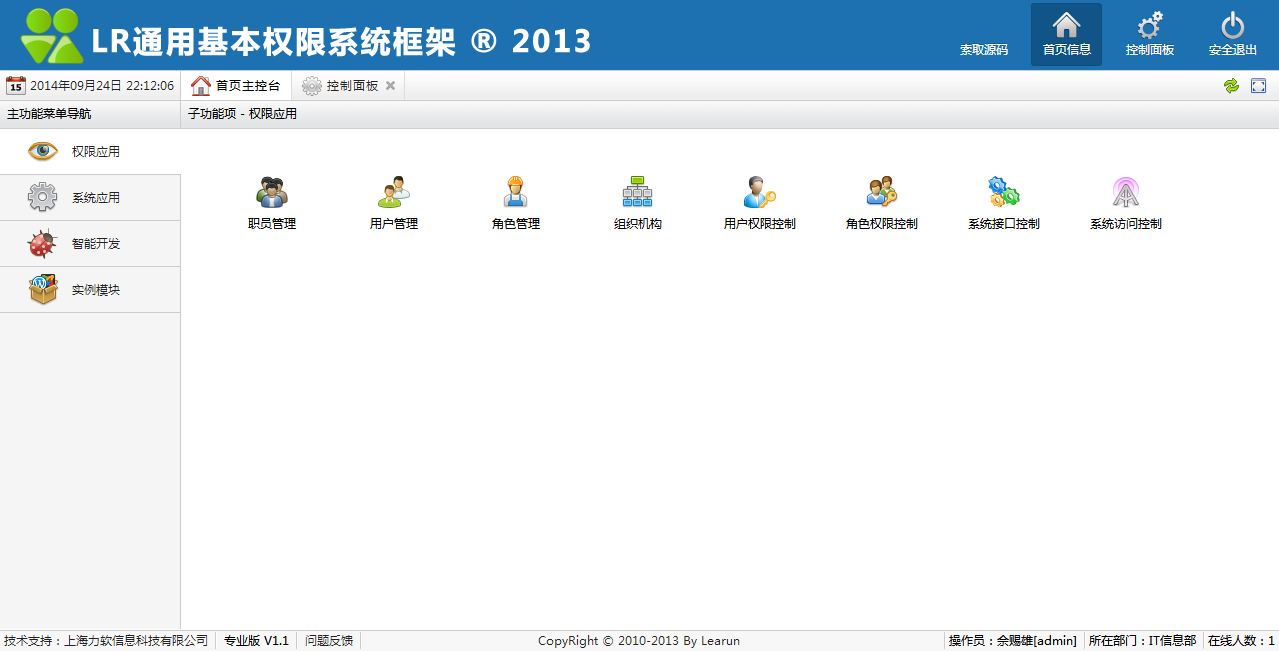 LR通用基本权限系统框架 ® 2013
索取源码 首页信息 控制面板 安全退出
15 2014年09月24日 22:12:06 首页主控台 控制面板
主功能菜单导航 子功能项 - 权限应用
权限应用
系统应用
智能开发
实例模块
职员管理 用户管理 角色管理 组织机构 用户权限控制 角色权限控制 系统接口控制 系统访问控制
技术支持：上海力软信息科技有限公司 专业版 V1.1 问题反馈 CopyRight © 2010-2013 By Learun 操作员：佘赐雄[admin] 所在部门：IT信息部 在线人数：1